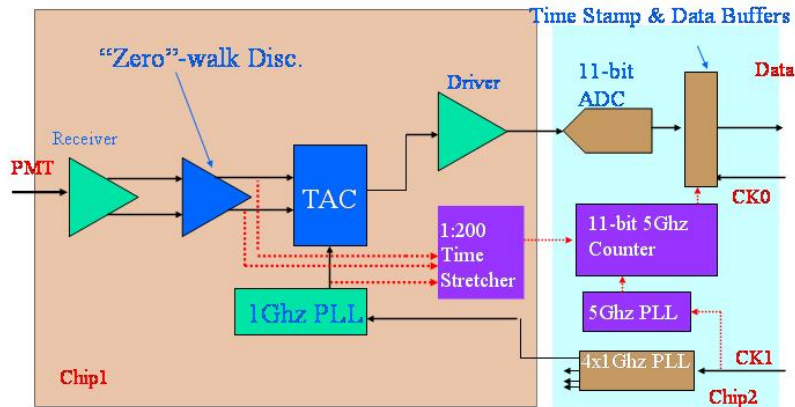 Time Stamp & Data Buffers
“Zero”-walk Disc.
Driver
11-bit
ADC
Data
Receiver
PMT
TAC
CK0
1:200
Time
Stretcher
11-bit 5Ghz
Counter
1Ghz PLL
5Ghz PLL
4x1Ghz PLL
CK1
Chip1
Chip2